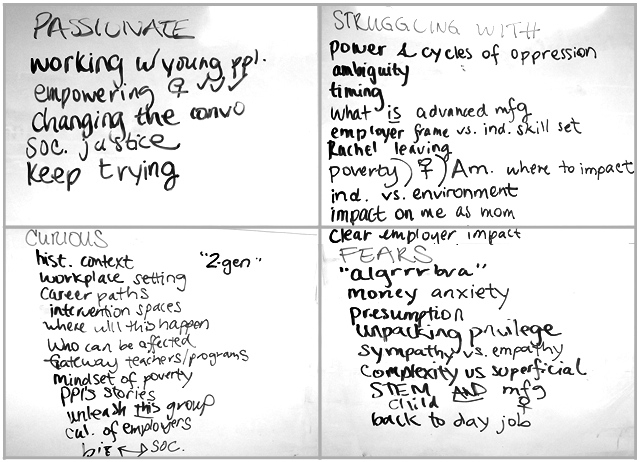 PASSIONATE
working w/young ppl.
empowering ♀ ✓✓✓
changing the convo
soc. justice
keep trying
STRUGGLING WITH
power & cycles of oppression
ambiguity
timing
what is advanced mfg
employer frame vs. ind. skill set
Rachel leaving
poverty) ♀) Am. where to impact
ind. vs. environment
impact on me as mom
clear employer impact
CURIOUS
hist. context "2-gen"
workplace setting
career paths
intervention spaces
where will this happen
who can be affected
Gateway teachers/programs
mindset of poverty
PPl's stories
unleash this group
cul. of employers
biz ↔ soc.
FEARS
"algrrrbra"
money anxiety
presumption
unpacking privilege
sympathy vs. empathy
complexity vs superficial
STEM AND mfg
child ♀
back to day job